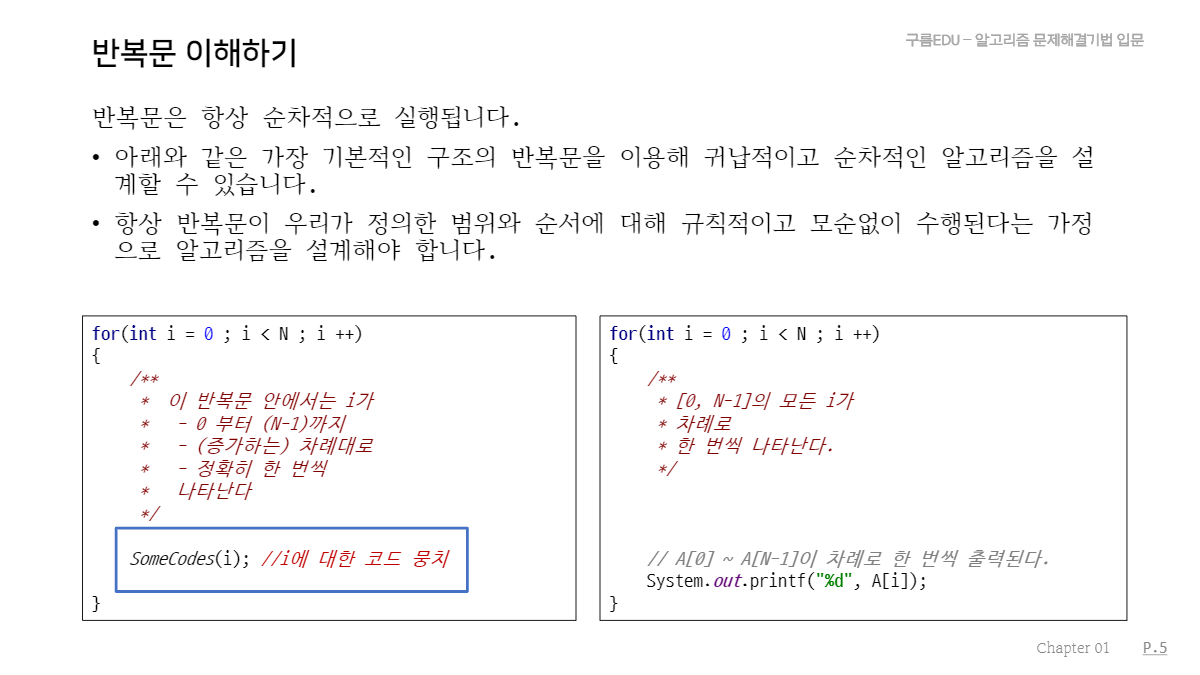 반복문 이해하기
구름EDU – 알고리즘 문제해결기법 입문
반복문은 항상 순차적으로 실행됩니다.
• 아래와 같은 가장 기본적인 구조의 반복문을 이용해 귀납적이고 순차적인 알고리즘을 설
계할 수 있습니다.
• 항상 반복문이 우리가 정의한 범위와 순서에 대해 규칙적이고 모순없이 수행된다는 가정
으로 알고리즘을 설계해야 합니다.
for(int i = 0 ; i < N ; i ++)
{
/**
* 이 반복문 안에서는 i가
* - 0 부터 (N-1)까지
* - (증가하는) 차례대로
* - 정확히 한 번씩
* 나타난다
*/
SomeCodes(i); //i에 대한 코드 뭉치
}
for(int i = 0 ; i < N ; i ++)
{
/**
* [0, N-1]의 모든 i가
* 차례로
* 한 번씩 나타난다.
*/
// A[0] ~ A[N-1]이 차례로 한 번씩 출력된다.
System.out.printf("%d", A[i]);
}
Chapter 01
P.5